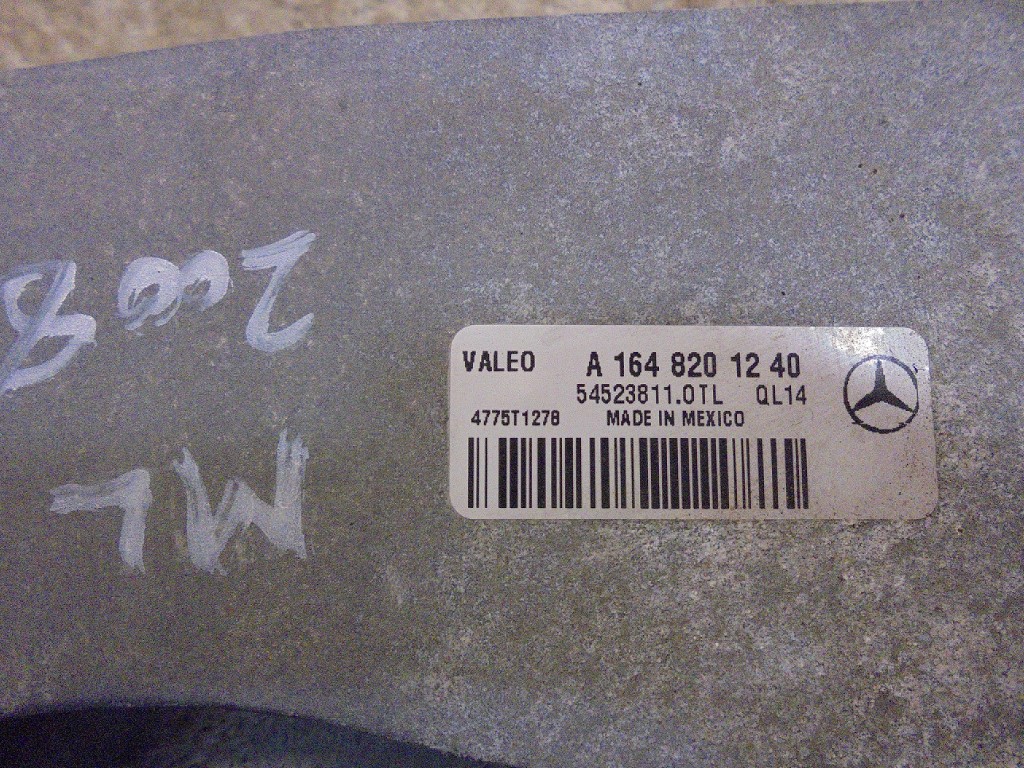 2008
ML
VALEO A 164 820 12 40
54523811.0TL QL14
4775T1278 MADE IN MEXICO